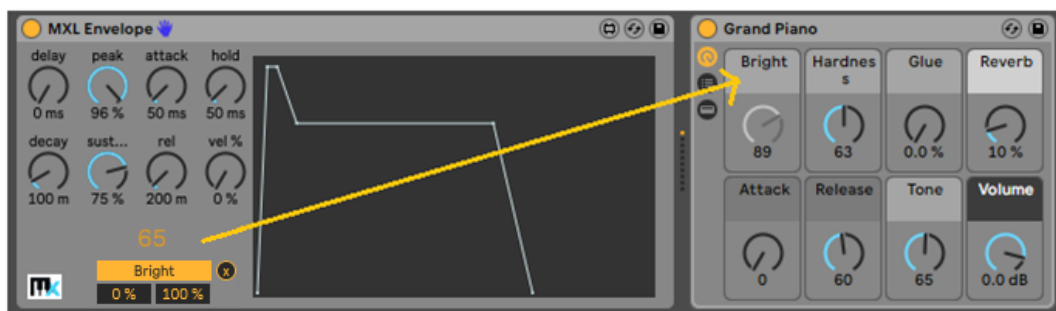 MXL Envelope
delay peak attack hold
0 ms 96 % 50 ms 50 ms
decay sust... rel vel %
100 m 75 % 200 m 0 %
65
Bright x
0 % 100 %
mx
Grand Piano
Bright Hardnes Glue Reverb
s
89 63 0.0 % 10 %
Attack Release Tone Volume
0 60 65 0.0 dB